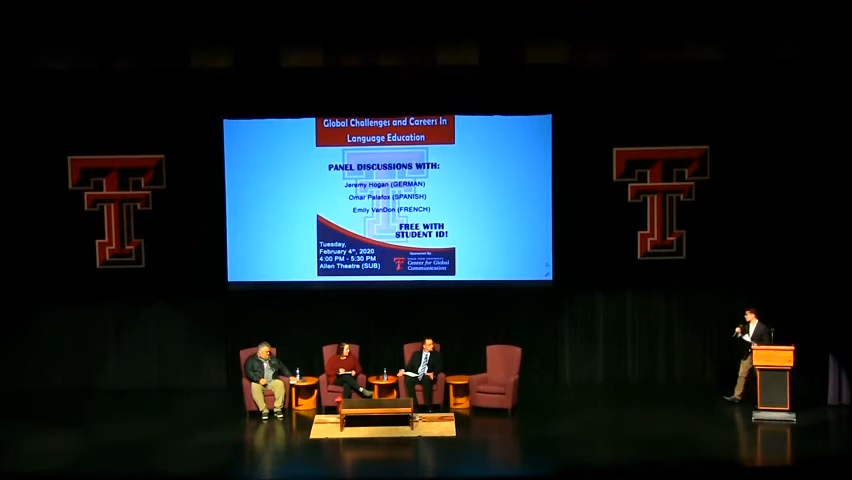 Global Challenges and Careers In
Language Education
PANEL DISCUSSIONS WITH:
Jeremy Hogan (GERMAN)
Omar Palafox (SPANISH)
Emily VanDon (FRENCH)
FREE WITH
STUDENT ID!
Tuesday,
February 4th, 2020
4:00 PM - 5:30 PM
Allen Theatre (SUB)
Sponsored By:
Center for Global
Communication